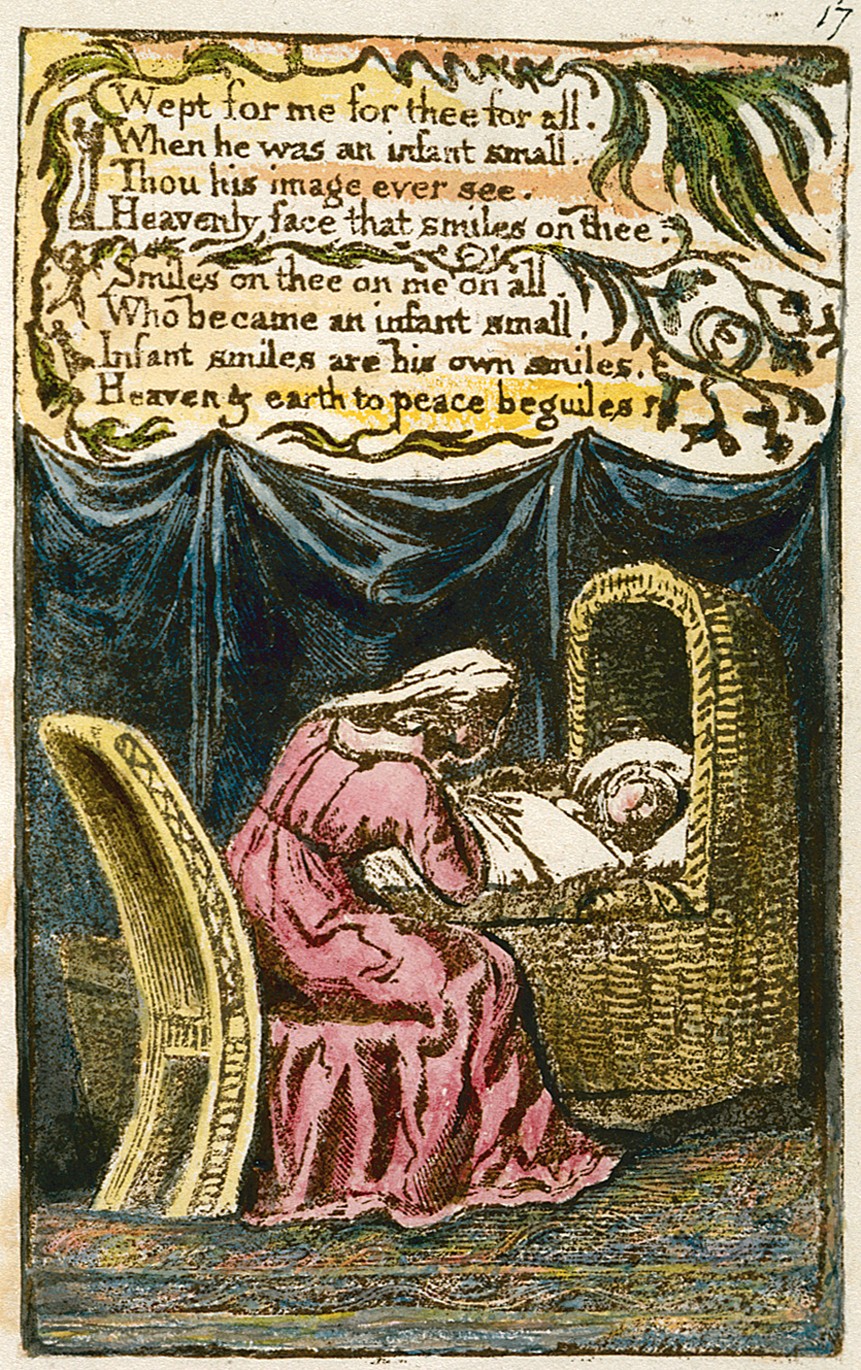 17
Wept for me for thee for all.
When he was an infant small.
Thou his image ever see.
Heavenly face that smiles on thee.
Smiles on thee on me on all.
Who became an infant small,
Infant smiles are his own smiles.
Heaven & earth to peace beguiles